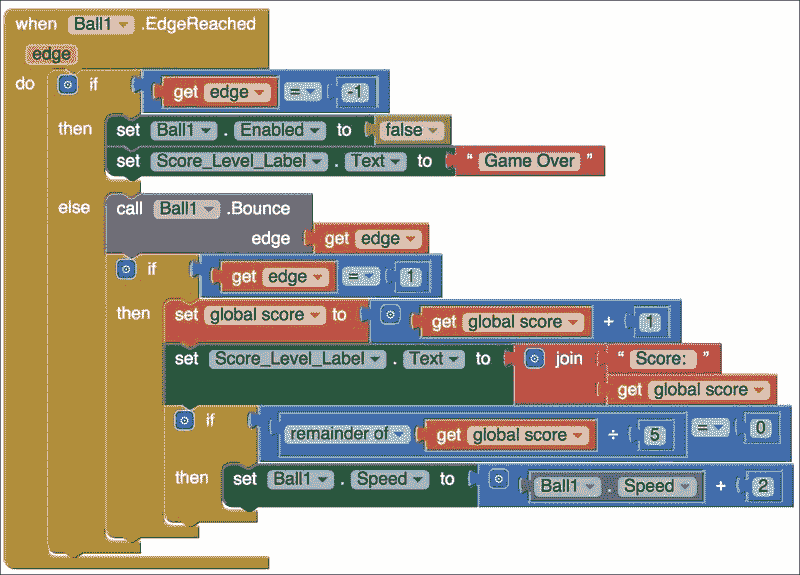 when Ball1 .EdgeReached
edge
do if get edge = -1
then set Ball1 . Enabled to false
set Score_Level_Label . Text to “ Game Over ”
else call Ball1 .Bounce
edge get edge
if get edge = 1
then set global score to get global score + 1
set Score_Level_Label . Text to join “ Score: ”
get global score
if remainder of get global score ÷ 5 = 0
then set Ball1 . Speed to Ball1 . Speed + 2